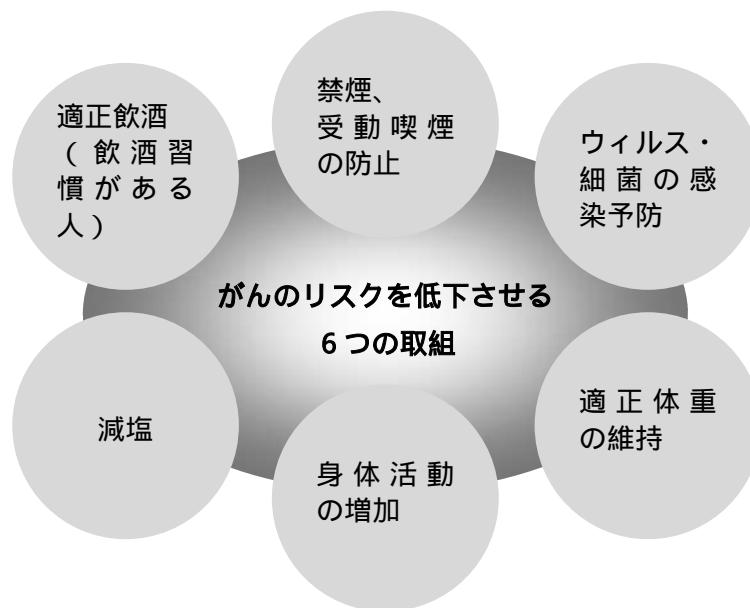 禁煙、
受動喫煙
の防止
適正飲酒
（飲酒習
慣がある
人）
ウィルス・
細菌の感
染予防
がんのリスクを低下させる
6つの取組
減塩
適正体重
の維持
身体活動
の増加